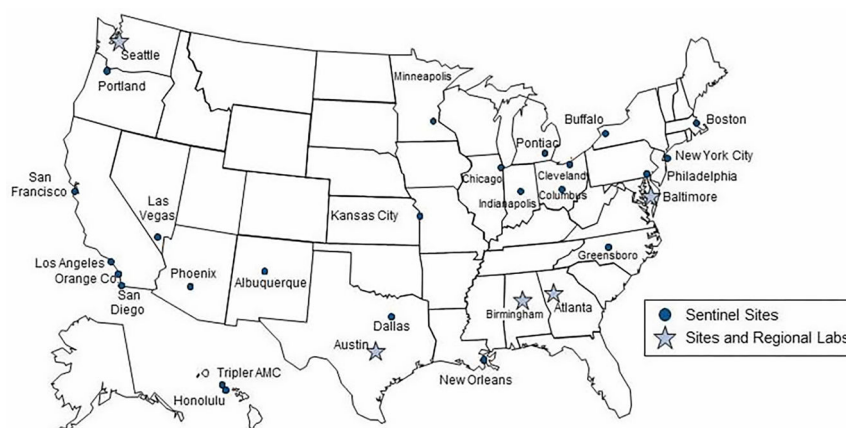 Seattle
Portland
Minneapolis
Buffalo
Boston
Pontiac
New York City
San
Francisco
Chicago
Cleveland
Philadelphia
Las
Vegas
Kansas City
Indianapolis
Columbus
Baltimore
Los Angeles
Orange Co
San
Diego
Phoenix
Albuquerque
Greensboro
Birmingham
Atlanta
Dallas
Austin
New Orleans
Tripler AMC
Honolulu
Sentinel Sites
Sites and Regional Labs